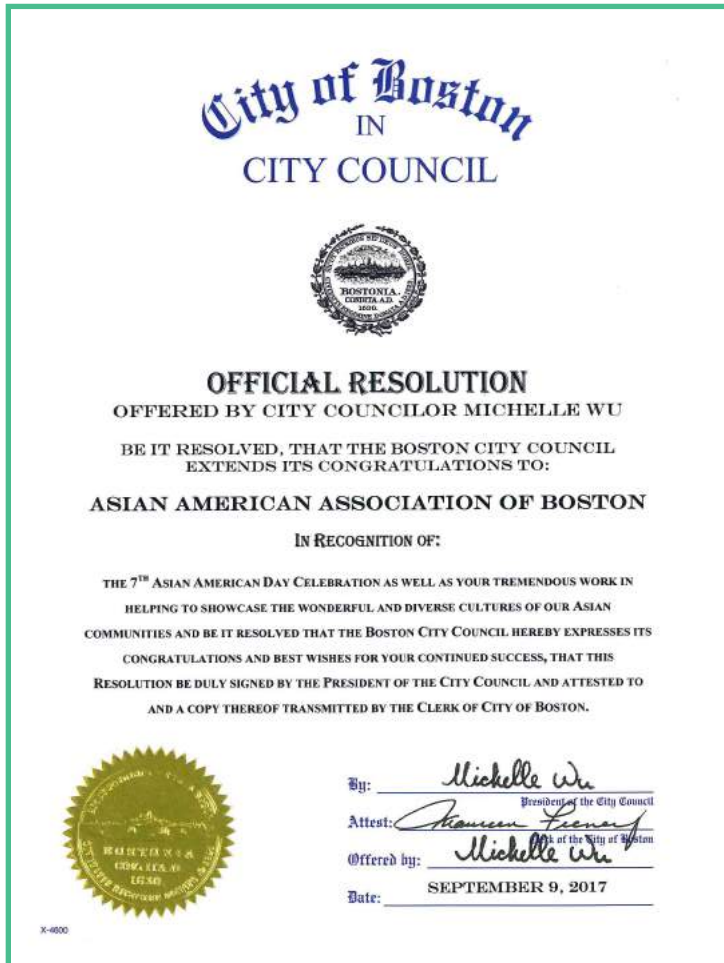 City of Boston
IN
CITY COUNCIL
BOSTONIA.
CONDITA A.D.
1630.
OFFICIAL RESOLUTION
OFFERED BY CITY COUNCILOR MICHELLE WU
BE IT RESOLVED, THAT THE BOSTON CITY COUNCIL
EXTENDS ITS CONGRATULATIONS TO:
ASIAN AMERICAN ASSOCIATION OF BOSTON
IN RECOGNITION OF:
THE 7TH ASIAN AMERICAN DAY CELEBRATION AS WELL AS YOUR TREMENDOUS WORK IN
HELPING TO SHOWCASE THE WONDERFUL AND DIVERSE CULTURES OF OUR ASIAN
COMMUNITIES AND BE IT RESOLVED THAT THE BOSTON CITY COUNCIL HEREBY EXPRESSES ITS
CONGRATULATIONS AND BEST WISHES FOR YOUR CONTINUED SUCCESS, THAT THIS
RESOLUTION BE DULY SIGNED BY THE PRESIDENT OF THE CITY COUNCIL AND ATTESTED TO
AND A COPY THEREOF TRANSMITTED BY THE CLERK OF CITY OF BOSTON.
BOSTONIA
CONDITA A.D.
1630
By: Michelle Wu
President of the City Council
Attest: Maureen Feeney
Clerk of the City of Boston
Offered by: Michelle Wu
Date: SEPTEMBER 9, 2017
X-4600